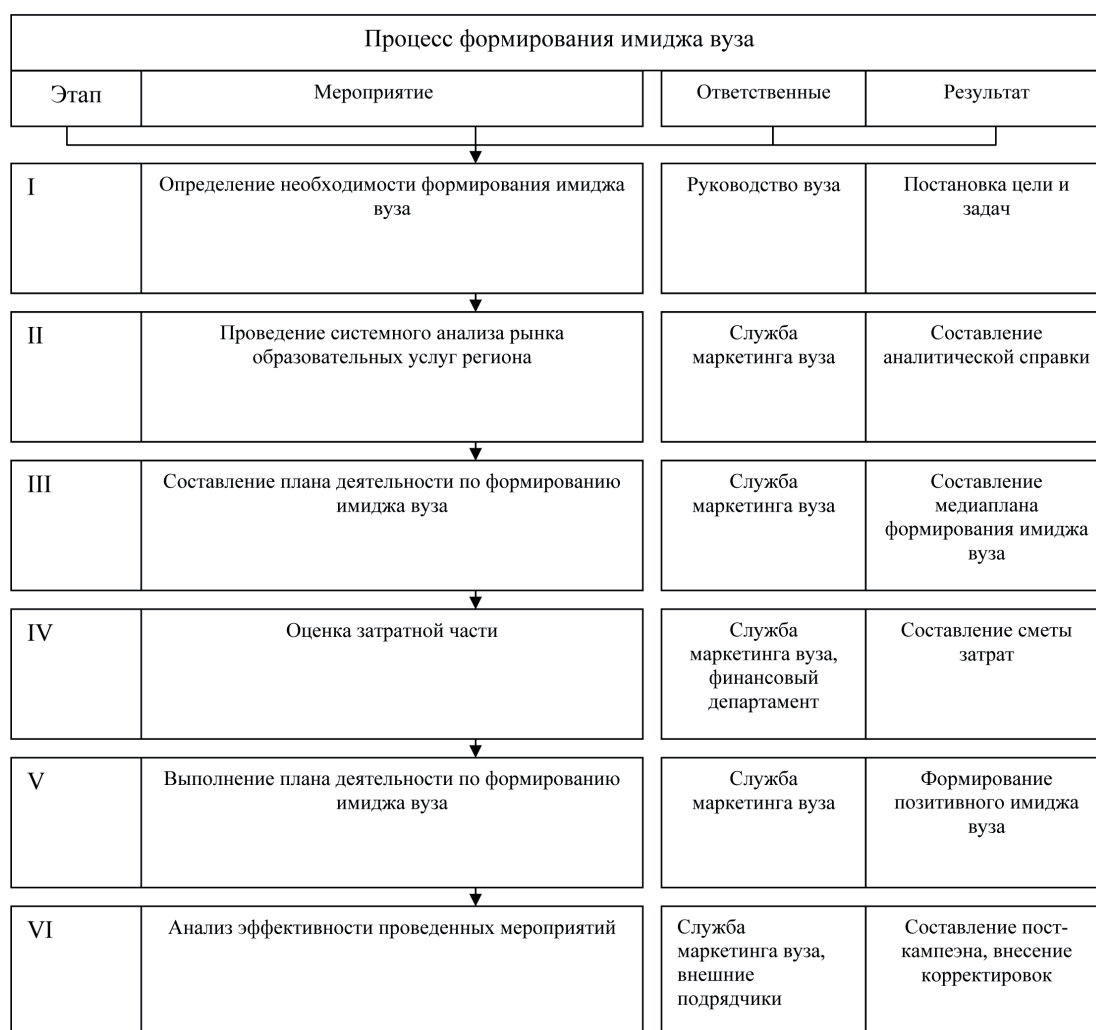 Процесс формирования имиджа вуза
Этап
Мероприятие
Ответственные
Результат
I
Определение необходимости формирования имиджа
вуза
Руководство вуза
Постановка цели и
задач
II
Проведение системного анализа рынка
образовательных услуг региона
Служба
маркетинга вуза
Составление
аналитической справки
III
Составление плана деятельности по формированию
имиджа вуза
Служба
маркетинга вуза
Составление
медиаплана
формирования имиджа
вуза
IV
Оценка затратной части
Служба
маркетинга вуза,
финансовый
департамент
Составление сметы
затрат
V
Выполнение плана деятельности по формированию
имиджа вуза
Служба
маркетинга вуза
Формирование
позитивного имиджа
вуза
VI
Анализ эффективности проведенных мероприятий
Служба
маркетинга вуза,
внешние
подрядчики
Составление пост-
кампеэна, внесение
корректировок